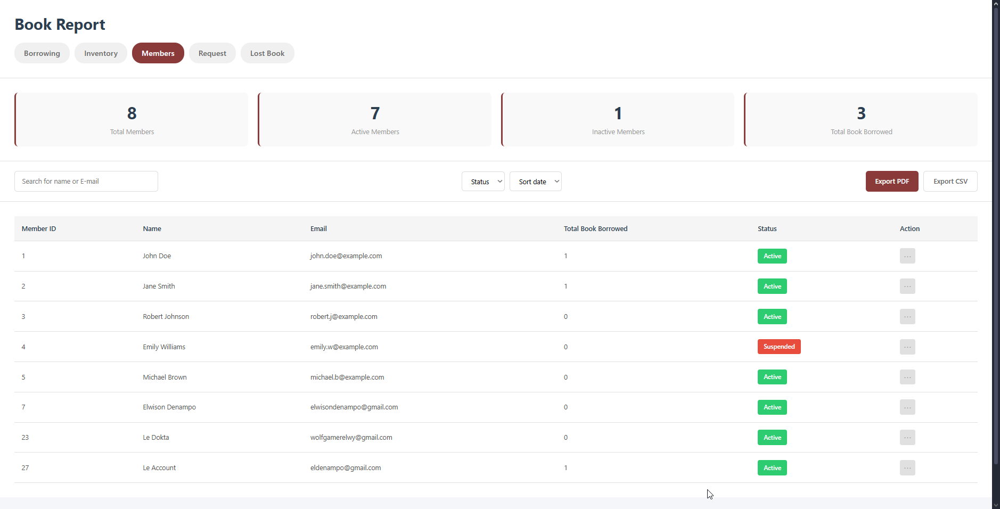 Book Report
Borrowing Inventory Members Request Lost Book
8 7 1 3
Total Members Active Members Inactive Members Total Book Borrowed
Search for name or E-mail Status Sort date Export PDF Export CSV
Member ID Name Email Total Book Borrowed Status Action
1 John Doe john.doe@example.com 1 Active ...
2 Jane Smith jane.smith@example.com 1 Active ...
3 Robert Johnson robert.j@example.com 0 Active ...
4 Emily Williams emily.w@example.com 0 Suspended ...
5 Michael Brown michael.b@example.com 0 Active ...
7 Elwison Denampo elwisondenampo@gmail.com 0 Active ...
23 Le Dokta wolfgamerelwy@gmail.com 0 Active ...
27 Le Account eldenampo@gmail.com 1 Active ...